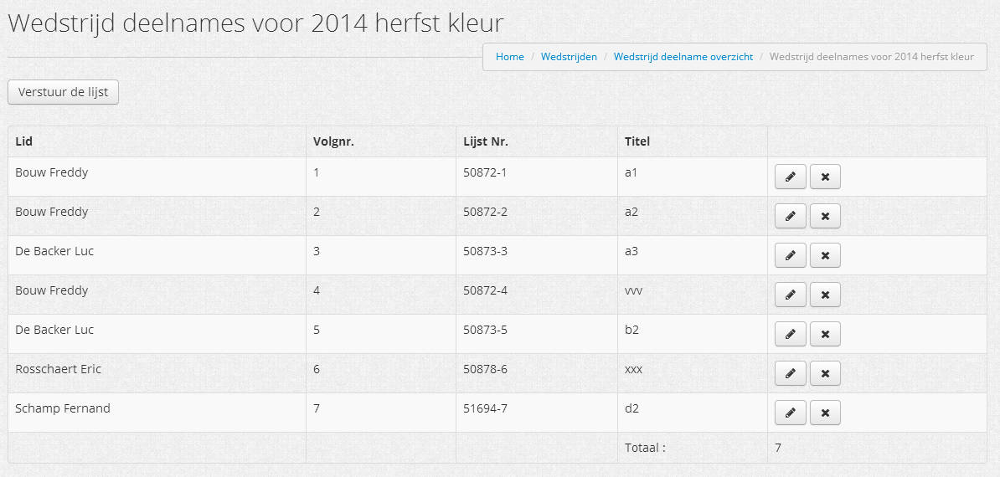 Wedstrijd deelnames voor 2014 herfst kleur
Home / Wedstrijden / Wedstrijd deelname overzicht / Wedstrijd deelnames voor 2014 herfst kleur
Verstuur de lijst
Lid Volgnr. Lijst Nr. Titel
Bouw Freddy 1 50872-1 a1
Bouw Freddy 2 50872-2 a2
De Backer Luc 3 50873-3 a3
Bouw Freddy 4 50872-4 vvv
De Backer Luc 5 50873-5 b2
Rosschaert Eric 6 50878-6 xxx
Schamp Fernand 7 51694-7 d2
Totaal : 7